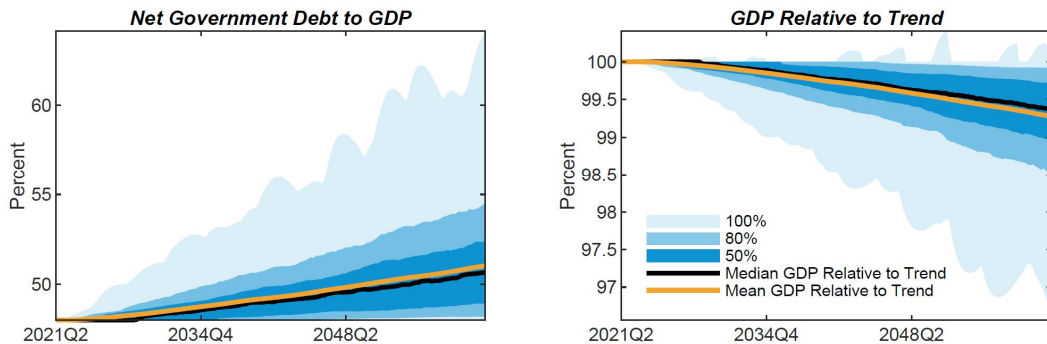 Net Government Debt to GDP
60
55
50
Percent
2021Q2 2034Q4 2048Q2
GDP Relative to Trend
100
99.5
99
98.5
98
97.5
97
Percent
100%
80%
50%
Median GDP Relative to Trend
Mean GDP Relative to Trend
2021Q2 2034Q4 2048Q2